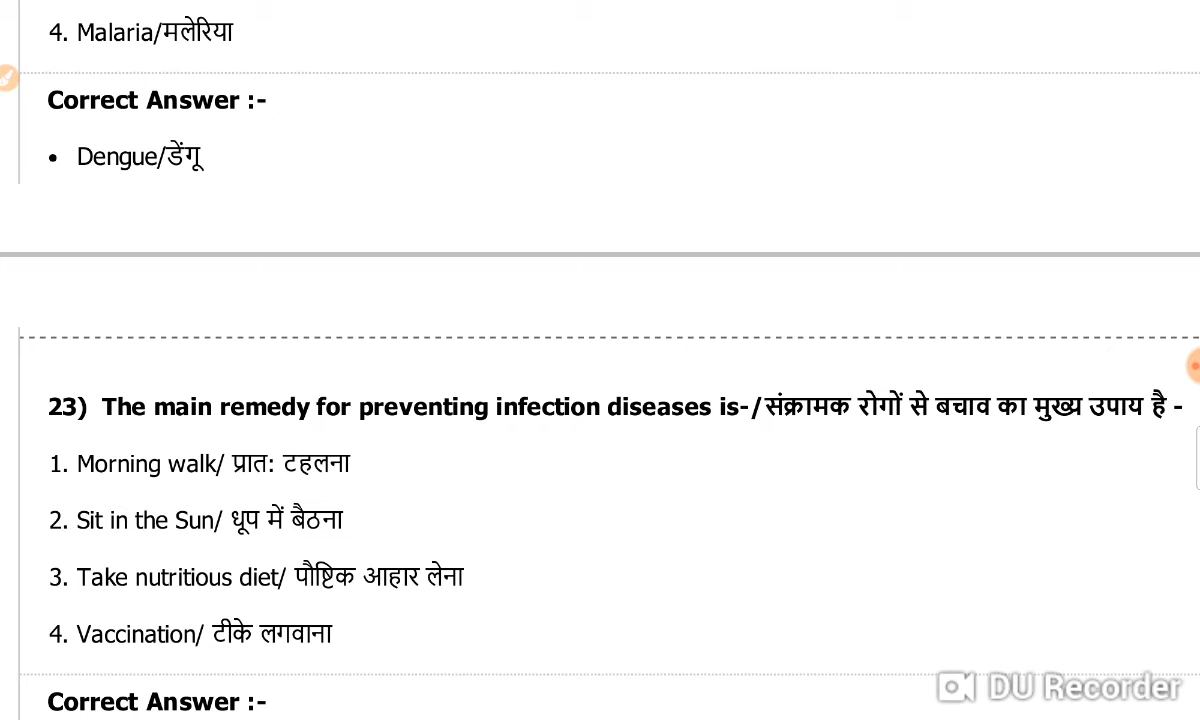 4. Malaria/मलेरिया
Correct Answer :-
• Dengue/डेंगू
23) The main remedy for preventing infection diseases is-/संक्रामक रोगों से बचाव का मुख्य उपाय है -
1. Morning walk/ प्रात: टहलना
2. Sit in the Sun/ धूप में बैठना
3. Take nutritious diet/ पौष्टिक आहार लेना
4. Vaccination/ टीके लगवाना
Correct Answer :-
DU Recorder